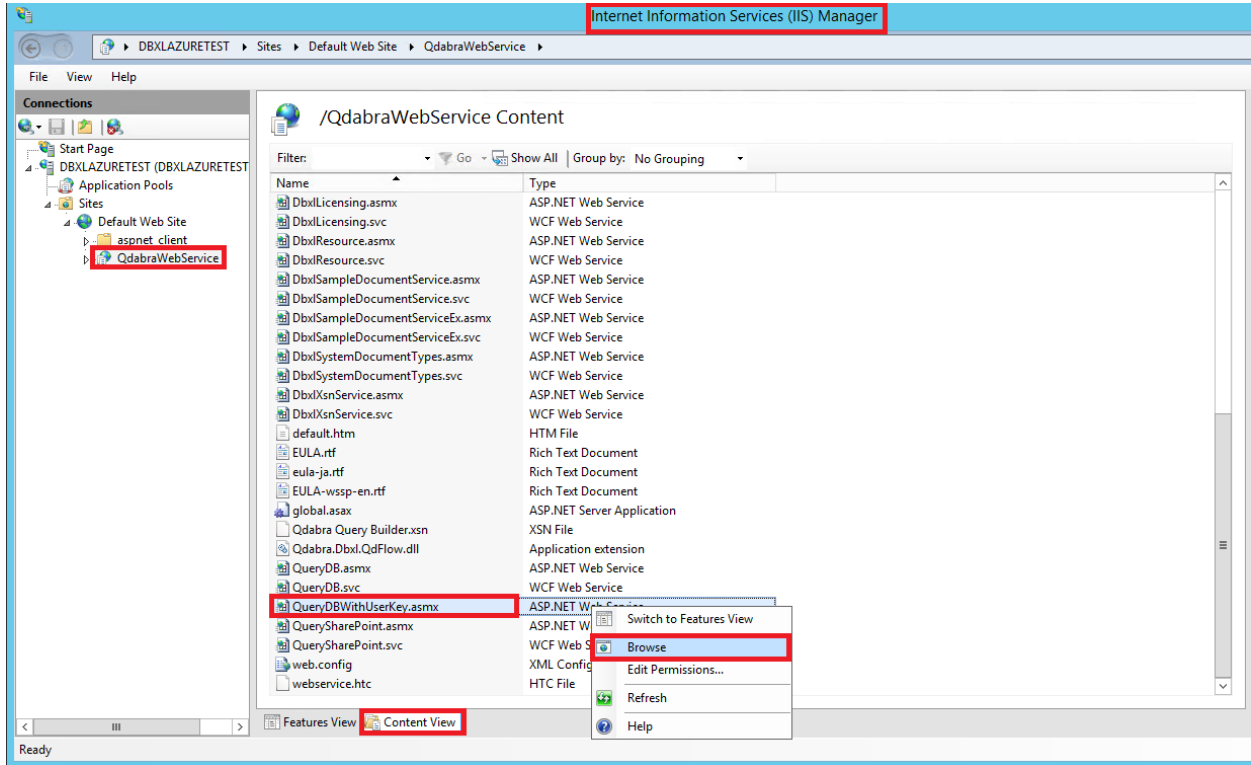 Internet Information Services (IIS) Manager
DBXLAZURETEST Sites Default Web Site QdabraWebService
File View Help
Connections
Start Page
DBXLAZURETEST (DBXLAZURETEST
Application Pools
Sites
Default Web Site
aspnet_client
QdabraWebService
/QdabraWebService Content
Filter: Go Show All Group by: No Grouping
Name Type
DbxlLicensing.asmx ASP.NET Web Service
DbxlLicensing.svc WCF Web Service
DbxlResource.asmx ASP.NET Web Service
DbxlResource.svc WCF Web Service
DbxlSampleDocumentService.asmx ASP.NET Web Service
DbxlSampleDocumentService.svc WCF Web Service
DbxlSampleDocumentServiceEx.asmx ASP.NET Web Service
DbxlSampleDocumentServiceEx.svc WCF Web Service
DbxlSystemDocumentTypes.asmx ASP.NET Web Service
DbxlSystemDocumentTypes.svc WCF Web Service
DbxlXsnService.asmx ASP.NET Web Service
DbxlXsnService.svc WCF Web Service
default.htm HTM File
EULA.rtf Rich Text Document
eula-ja.rtf Rich Text Document
EULA-wssp-en.rtf Rich Text Document
global.asax ASP.NET Server Application
Qdabra Query Builder.xsn XSN File
Qdabra.Dbxl.QdFlow.dll Application extension
QueryDB.asmx ASP.NET Web Service
QueryDB.svc WCF Web Service
QueryDBWithUserKey.asmx ASP.NET Web Service
QuerySharePoint.asmx ASP.NET W
QuerySharePoint.svc WCF Web S
web.config XML Config
webservice.htc HTC File
Switch to Features View
Browse
Edit Permissions...
Refresh
Help
Features View Content View
Ready